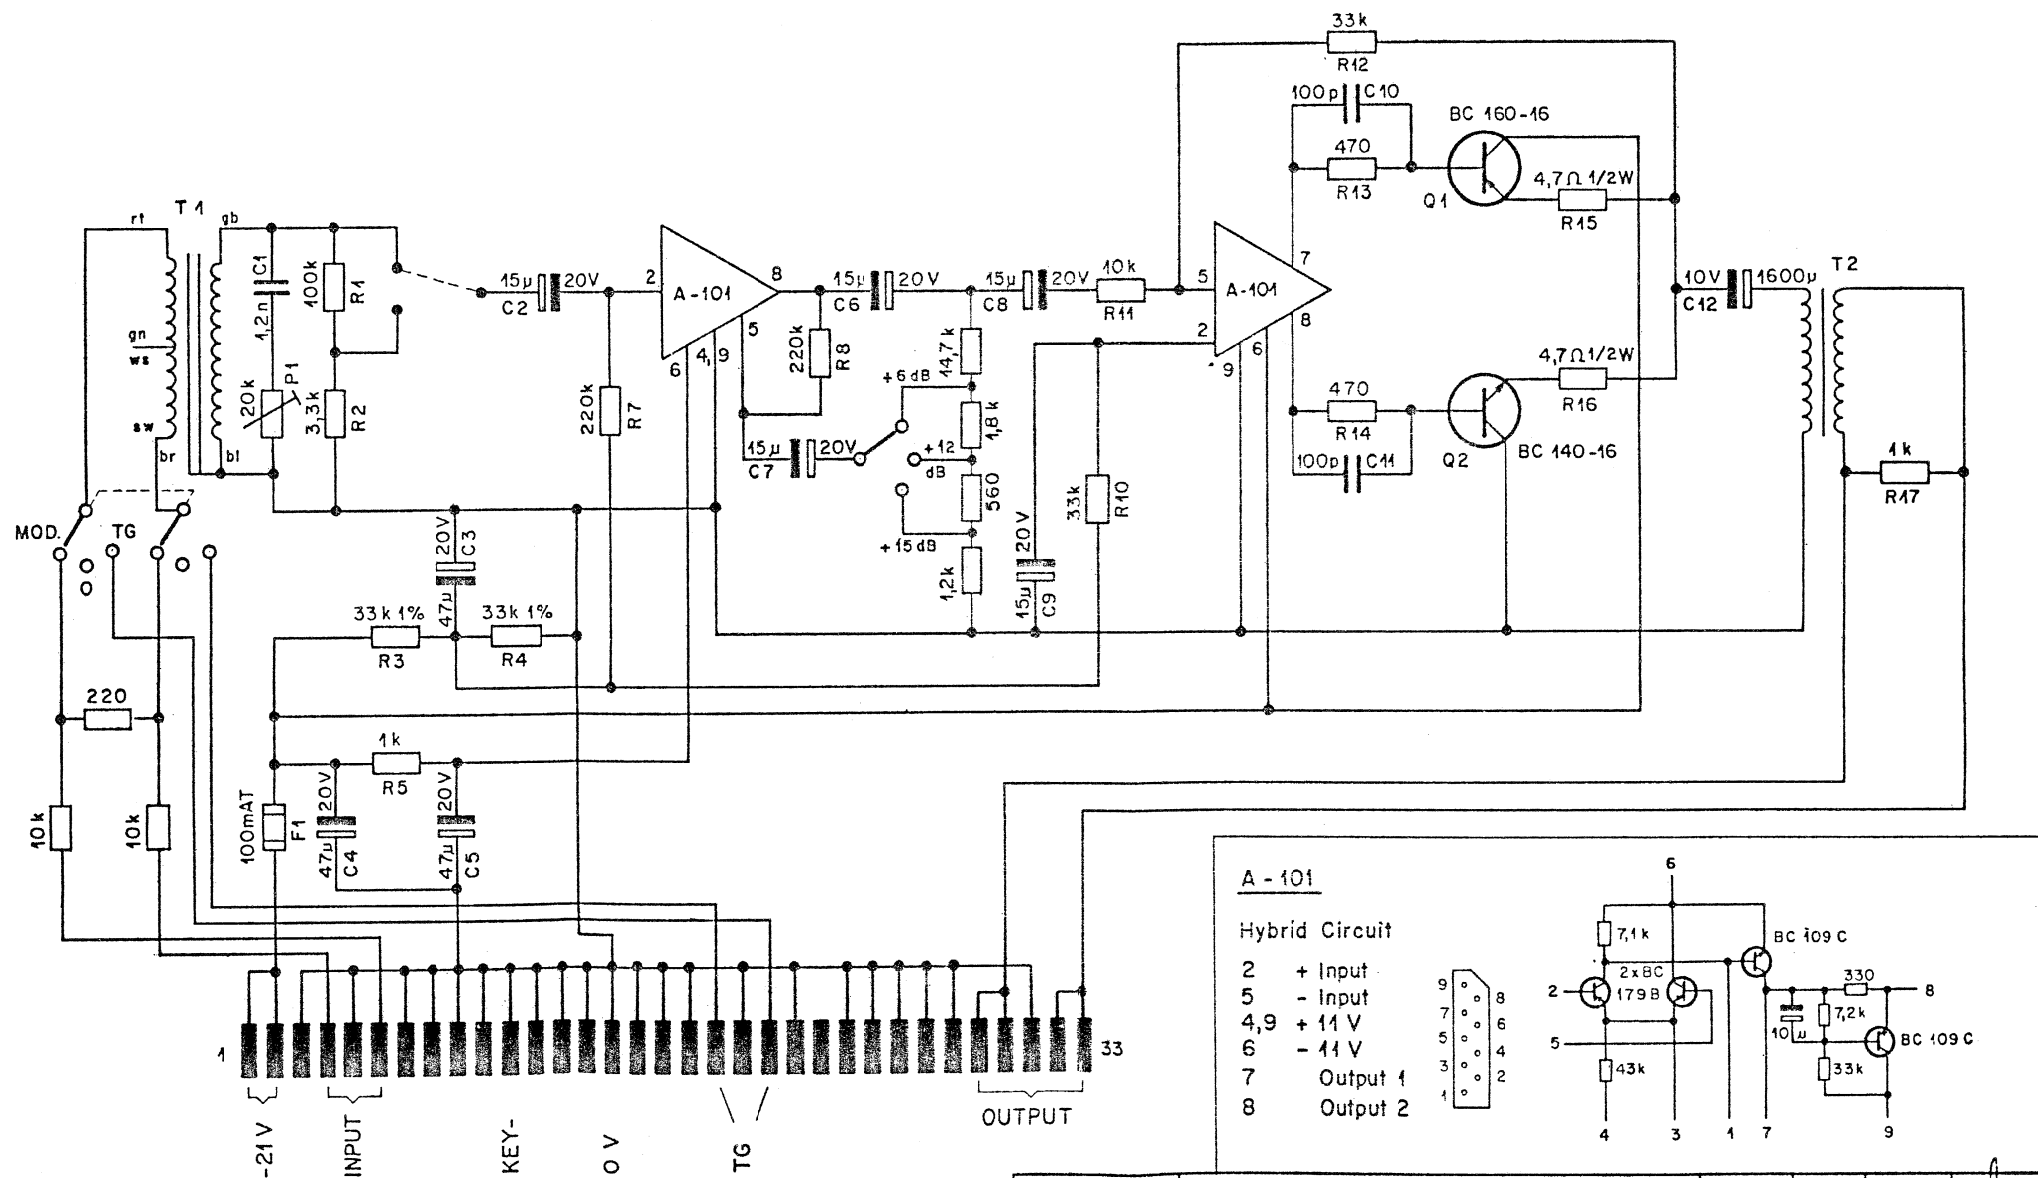 33k
R12
100p C10
BC 160-16
470
R13
Q1
4,7Ω 1/2W
R15
rt
T1
gb
C1
1,2n
100k
R1
gn
ws
sw
br
bl
20k
P1
3,3k
R2
15µ 20V
C2
2
A-101
8
5
4,9
6
15µ 20V
C6
15µ 20V
C8
10k
R11
5
A-101
7
2
8
6
9
10V 1600µ
C12
T2
220k
R8
14,7k
+6dB
1,8k
+12
dB
560
+15dB
1,2k
15µ 20V
C7
220k
R7
4,7Ω 1/2W
R16
470
R14
100p C11
Q2
BC 140-16
1k
R17
33k
R10
20V
15µ
C9
MOD.
TG
20V
C3
47µ
33k 1%
R3
33k 1%
R4
220
1k
R5
10k
10k
100mAT
F1
20V
47µ
C4
20V
47µ
C5
1
33
-21V
INPUT
KEY-
0V
TG
OUTPUT
A-101
Hybrid Circuit
2 + Input
5 - Input
4,9 + 11 V
6 - 11 V
7 Output 1
8 Output 2
9
8
7
6
5
4
3
2
1
6
7,1k
BC 109 C
2xBC
179B
2
330
8
7,2k
10µ
BC 109 C
5
43k
33k
4
3
1
7
9